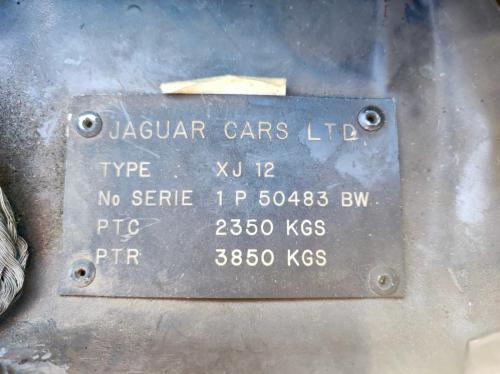 JAGUAR CARS LTD.
TYPE : XJ 12
No SERIE 1 P 50483 BW
PTC 2350 KGS
PTR 3850 KGS